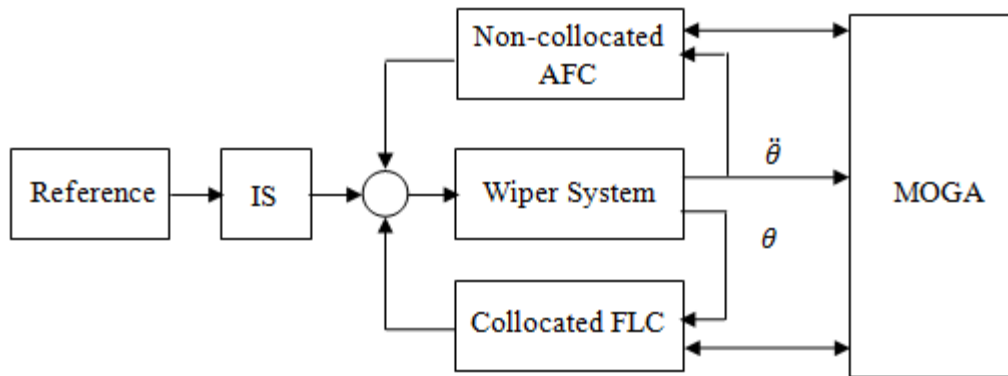 Non-collocated
AFC
Reference
IS
Wiper System
θ̈
MOGA
θ
Collocated FLC